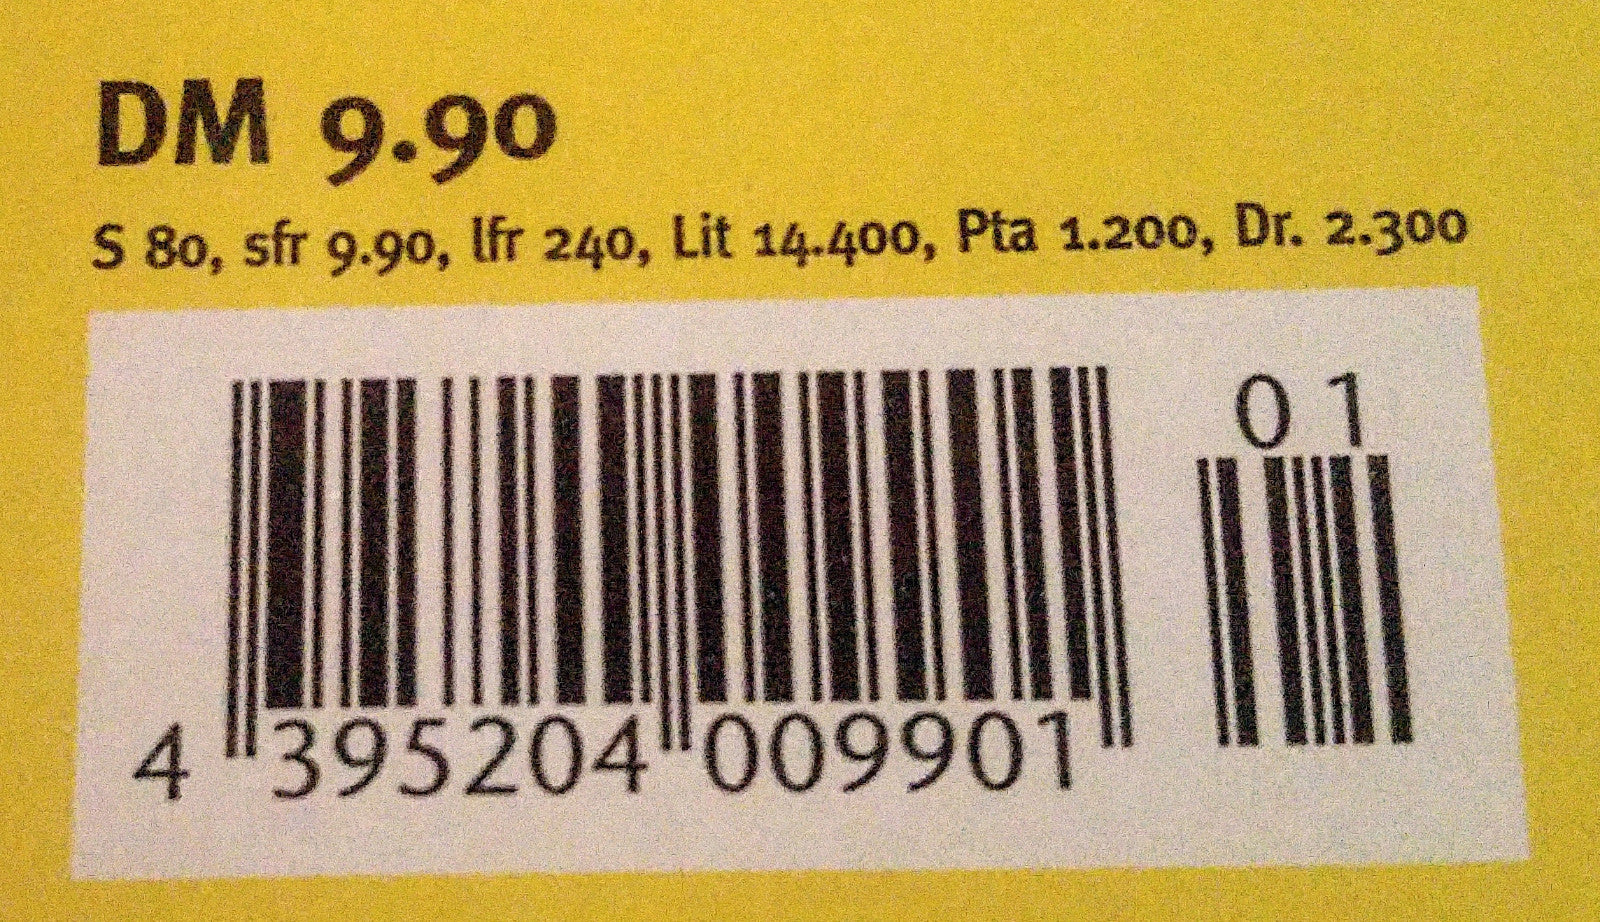 DM 9.90
S 80, sfr 9.90, lfr 240, Lit 14.400, Pta 1.200, Dr. 2.300
01
4 395204 009901